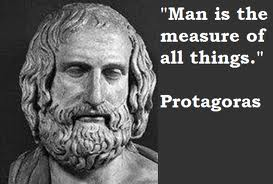 "Man is the
measure of
all things."
Protagoras